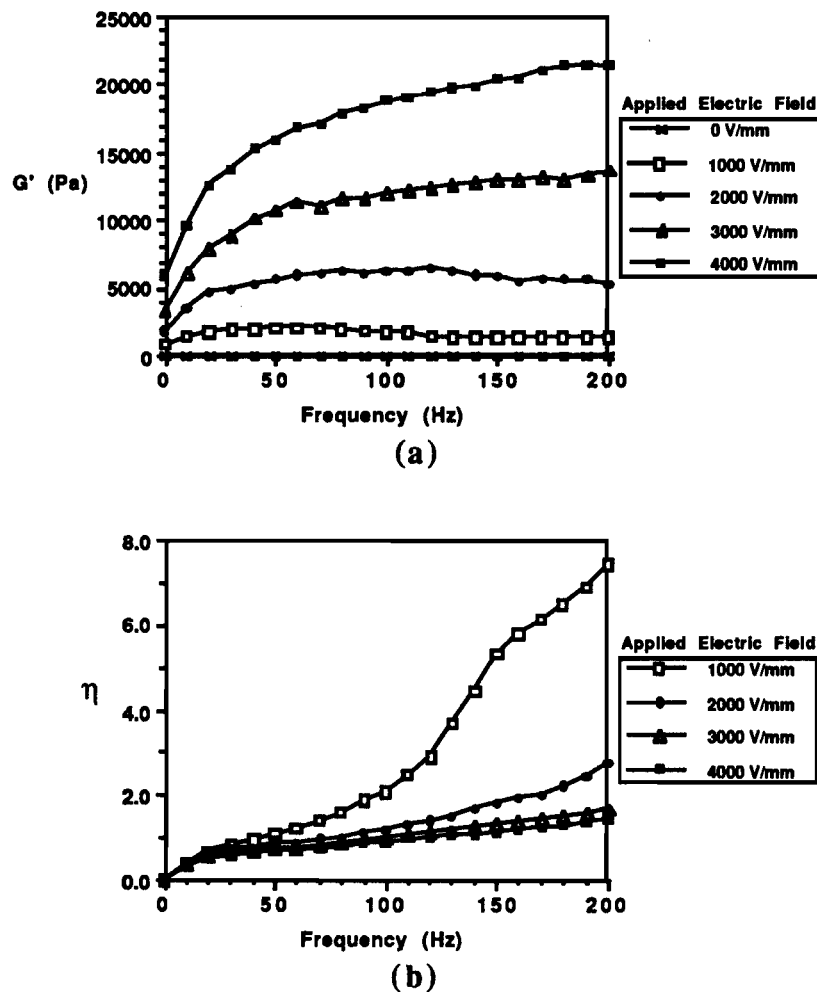 25000
20000
15000
10000
5000
0
G' (Pa)
0 50 100 150 200
Frequency (Hz)
(a)
Applied Electric Field
0 V/mm
1000 V/mm
2000 V/mm
3000 V/mm
4000 V/mm
8.0
6.0
4.0
2.0
0.0
η
0 50 100 150 200
Frequency (Hz)
(b)
Applied Electric Field
1000 V/mm
2000 V/mm
3000 V/mm
4000 V/mm